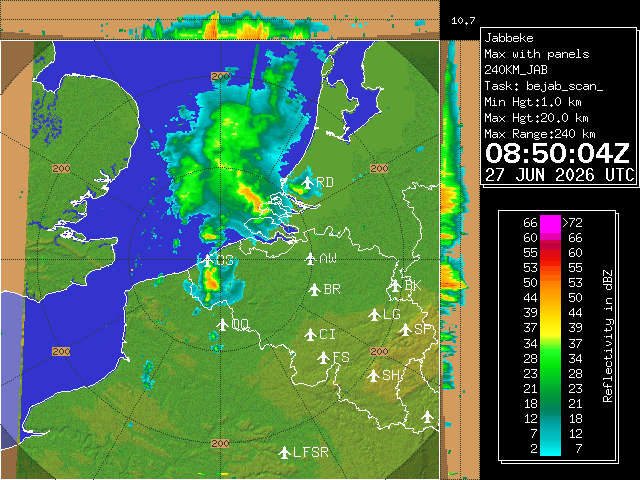 10.7
Jabbeke
Max with panels
240KM_JAB
Task: bejab_scan_
Min Hgt:1.0 km
Max Hgt:20.0 km
Max Range:240 km
08:50:04Z
27 JUN 2026 UTC
200
200
200
RD
OS
AW
BR
BK
LG
QQ
CI
SP
200
FS
200
SH
200
LFSR
66 >72
60 66
55 60
53 55
50 53
44 50
39 44
37 39
34 37
31 34
28 31
23 28
21 23
18 21
12 18
7 12
2 7
Reflectivity in dBZ